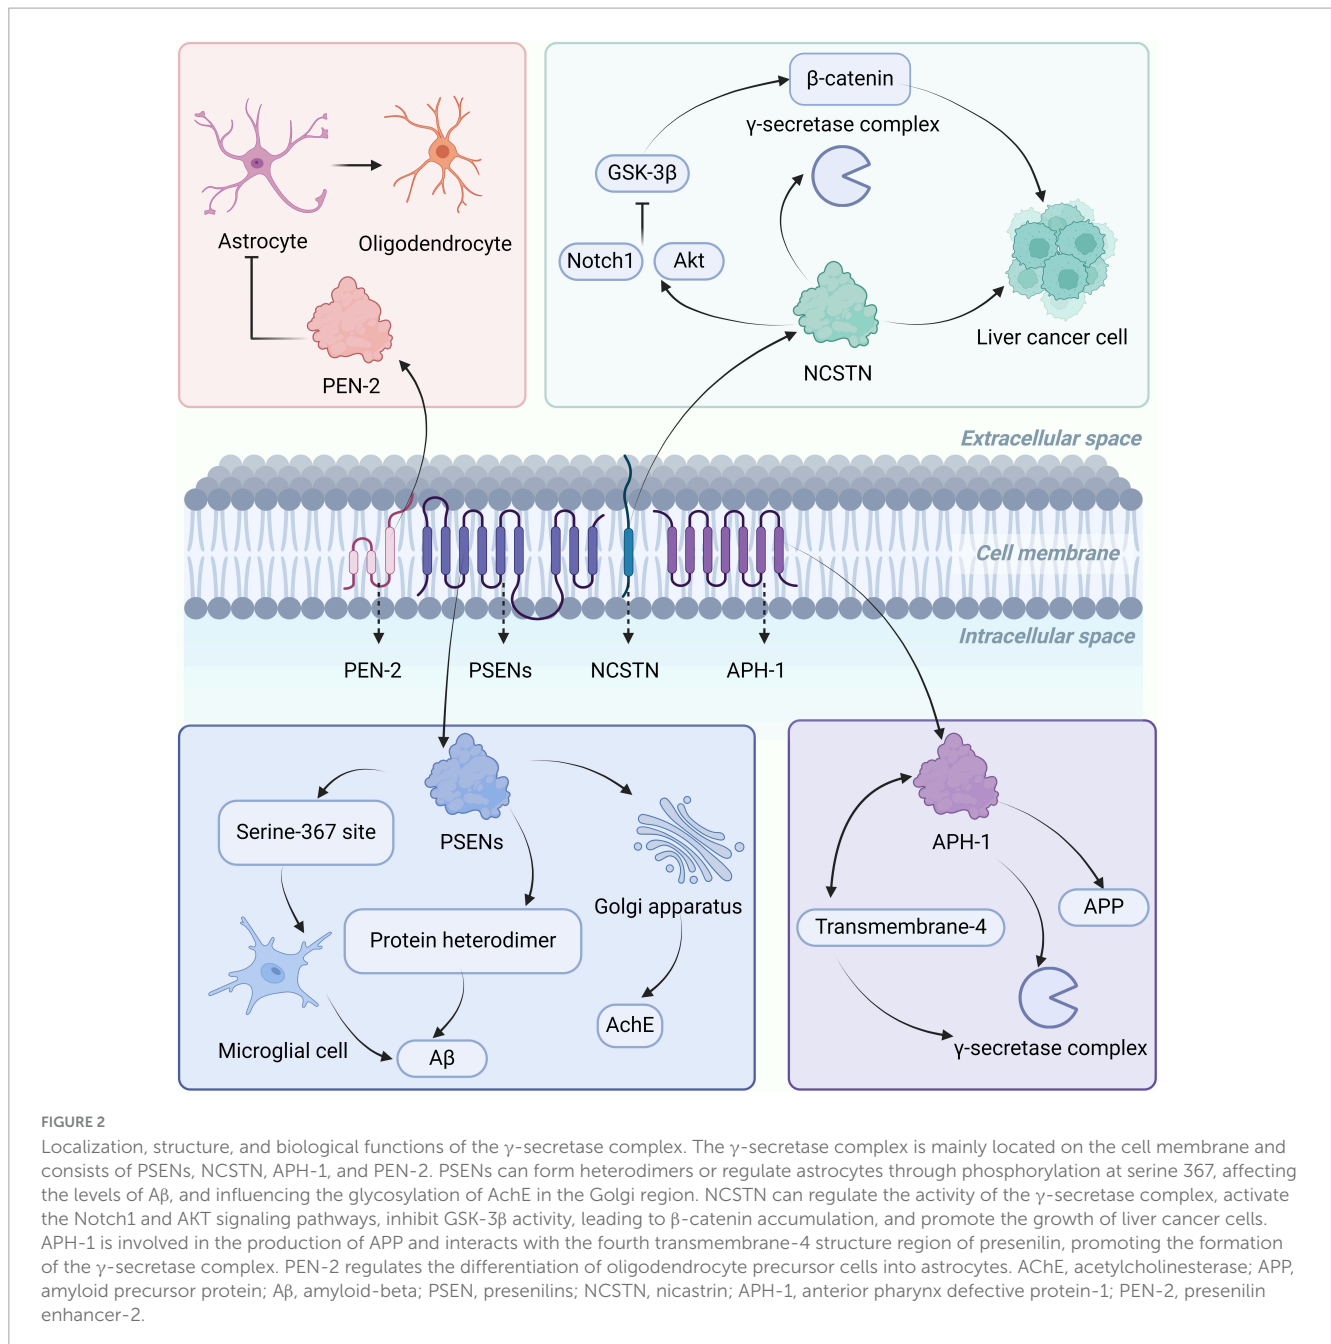 β-catenin
γ-secretase complex
GSK-3β
Astrocyte
Oligodendrocyte
Notch1
Akt
Liver cancer cell
PEN-2
NCSTN
Extracellular space
Cell membrane
Intracellular space
PEN-2
PSENs
NCSTN
APH-1
Serine-367 site
PSENs
APH-1
Golgi apparatus
APP
Transmembrane-4
Protein heterodimer
AchE
Microglial cell
Aβ
γ-secretase complex
FIGURE 2
Localization, structure, and biological functions of the γ-secretase complex. The γ-secretase complex is mainly located on the cell membrane and
consists of PSENs, NCSTN, APH-1, and PEN-2. PSENs can form heterodimers or regulate astrocytes through phosphorylation at serine 367, affecting
the levels of Aβ, and influencing the glycosylation of AchE in the Golgi region. NCSTN can regulate the activity of the γ-secretase complex, activate
the Notch1 and AKT signaling pathways, inhibit GSK-3β activity, leading to β-catenin accumulation, and promote the growth of liver cancer cells.
APH-1 is involved in the production of APP and interacts with the fourth transmembrane-4 structure region of presenilin, promoting the formation
of the γ-secretase complex. PEN-2 regulates the differentiation of oligodendrocyte precursor cells into astrocytes. AChE, acetylcholinesterase; APP,
amyloid precursor protein; Aβ, amyloid-beta; PSEN, presenilins; NCSTN, nicastrin; APH-1, anterior pharynx defective protein-1; PEN-2, presenilin
enhancer-2.